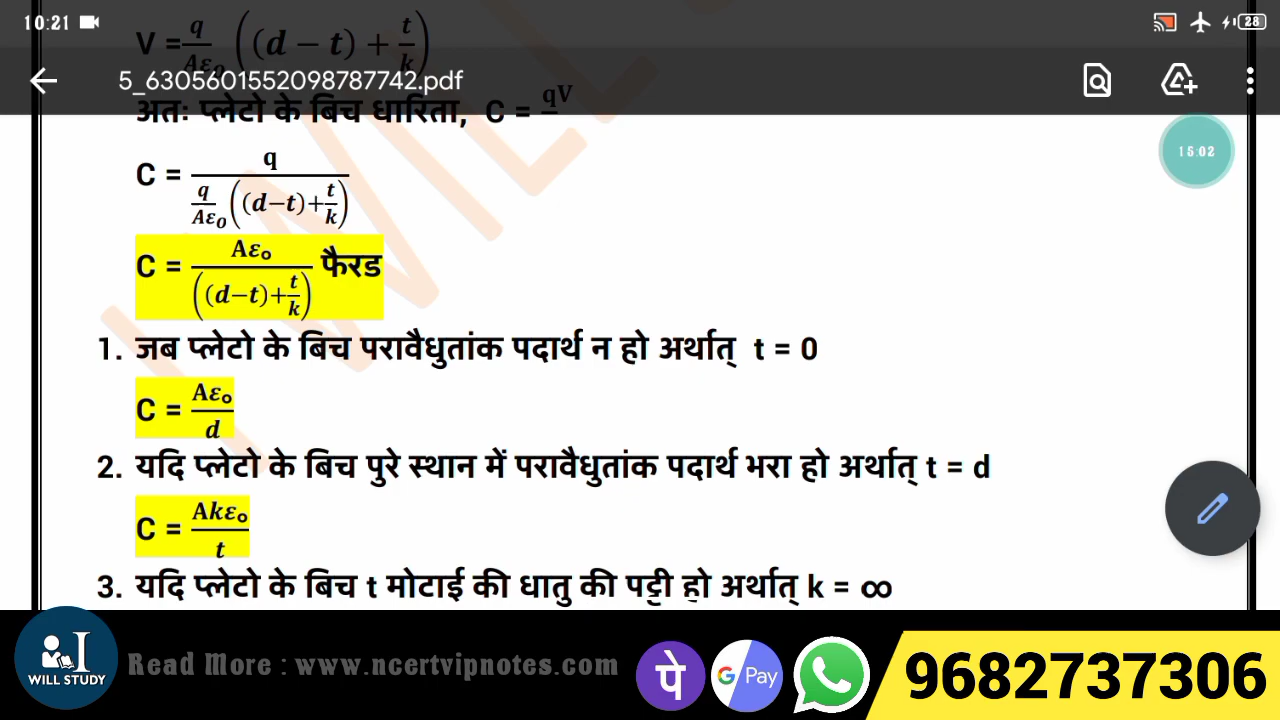 10:21
28
V = q/Aε₀ ((d − t) + t/k)
5_6305601552098787742.pdf
अतः प्लेटो के बिच धारिता, C = qV
15:02
C = q / (q/Aε₀ ((d−t)+t/k))
C = Aε₀ / ((d−t)+t/k) फैरड
1. जब प्लेटो के बिच परावैधुतांक पदार्थ न हो अर्थात् t = 0
C = Aε₀/d
2. यदि प्लेटो के बिच पुरे स्थान में परावैधुतांक पदार्थ भरा हो अर्थात् t = d
C = Akε₀/t
3. यदि प्लेटो के बिच t मोटाई की धातु की पट्टी हो अर्थात् k = ∞
I
WILL STUDY
Read More : www.ncertvipnotes.com
पे
G Pay
9682737306